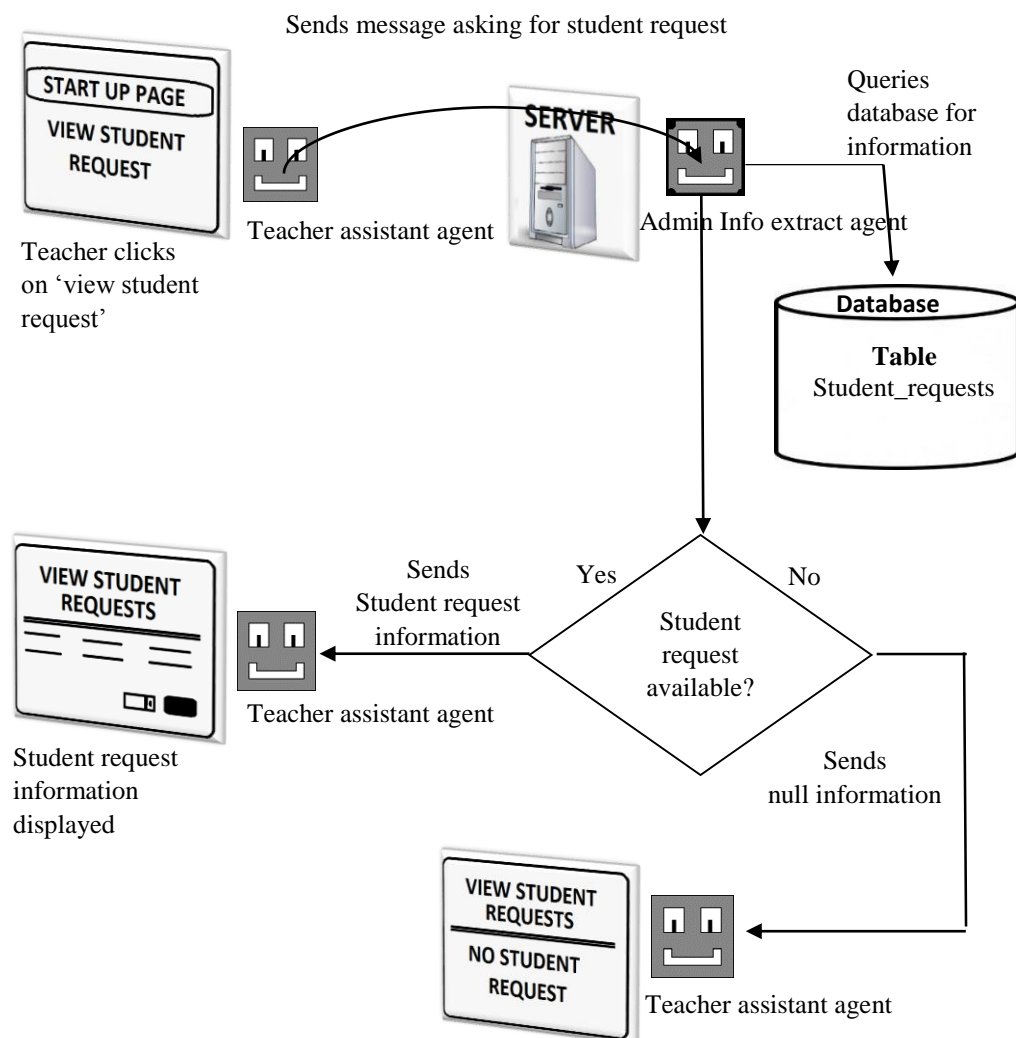 Sends message asking for student request
START UP PAGE
VIEW STUDENT
REQUEST
Teacher clicks
on ‘view student
request’
Teacher assistant agent
SERVER
Admin Info extract agent
Queries
database for
information
Database
Table
Student_requests
Yes
No
Student
request
available?
Sends
Student request
information
VIEW STUDENT
REQUESTS
Teacher assistant agent
Student request
information
displayed
Sends
null information
VIEW STUDENT
REQUESTS
NO STUDENT
REQUEST
Teacher assistant agent